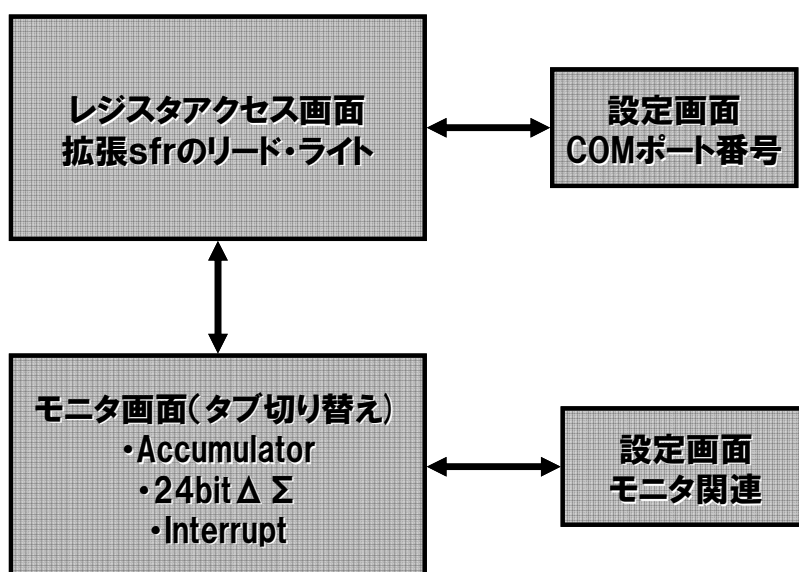 レジスタアクセス画面
拡張sfrのリード・ライト
設定画面
COMポート番号
モニタ画面(タブ切り替え)
・Accumulator
・24bitΔΣ
・Interrupt
設定画面
モニタ関連